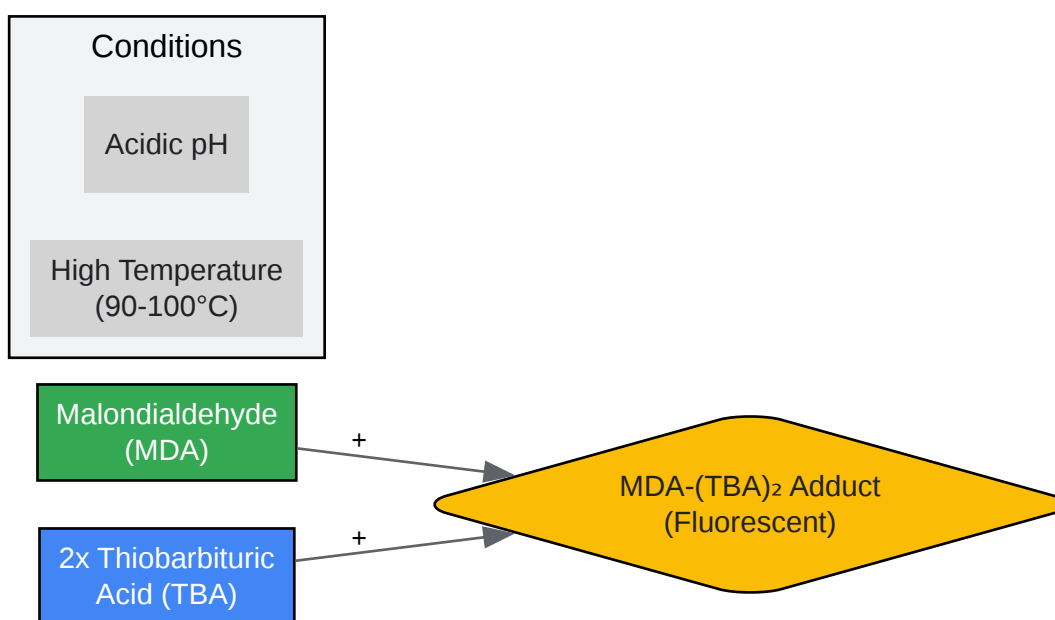 Conditions
Acidic pH
High Temperature
(90-100°C)
Malondialdehyde
(MDA)
+
MDA-(TBA)₂ Adduct
(Fluorescent)
+
2x Thiobarbituric
Acid (TBA)